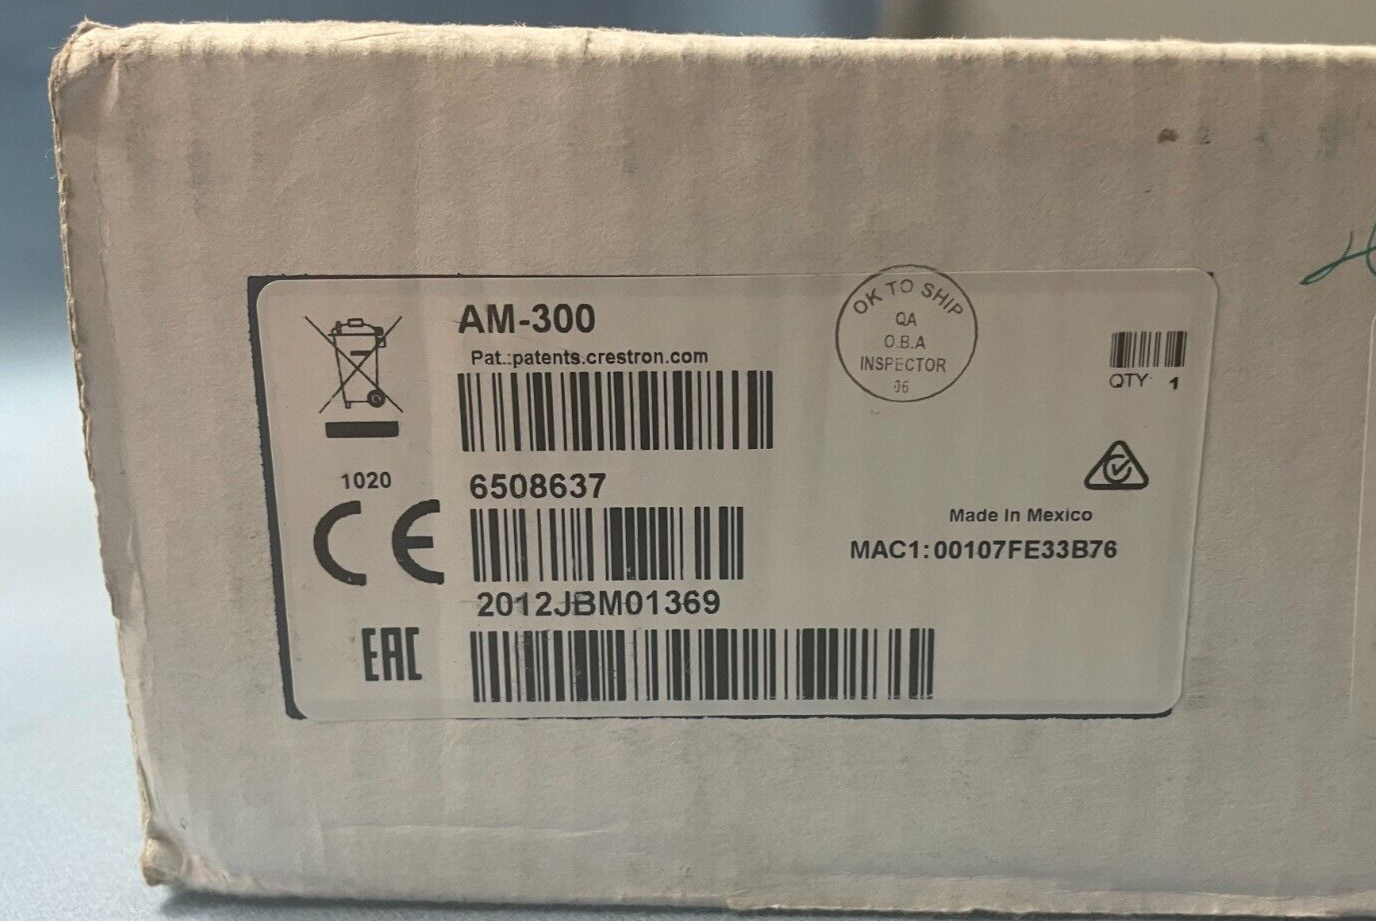 AM-300
Pat.:patents.crestron.com
OK TO SHIP
QA
O.B.A
INSPECTOR
06
QTY 1
1020
6508637
CE
Made In Mexico
MAC1:00107FE33B76
2012JBM01369
EAC